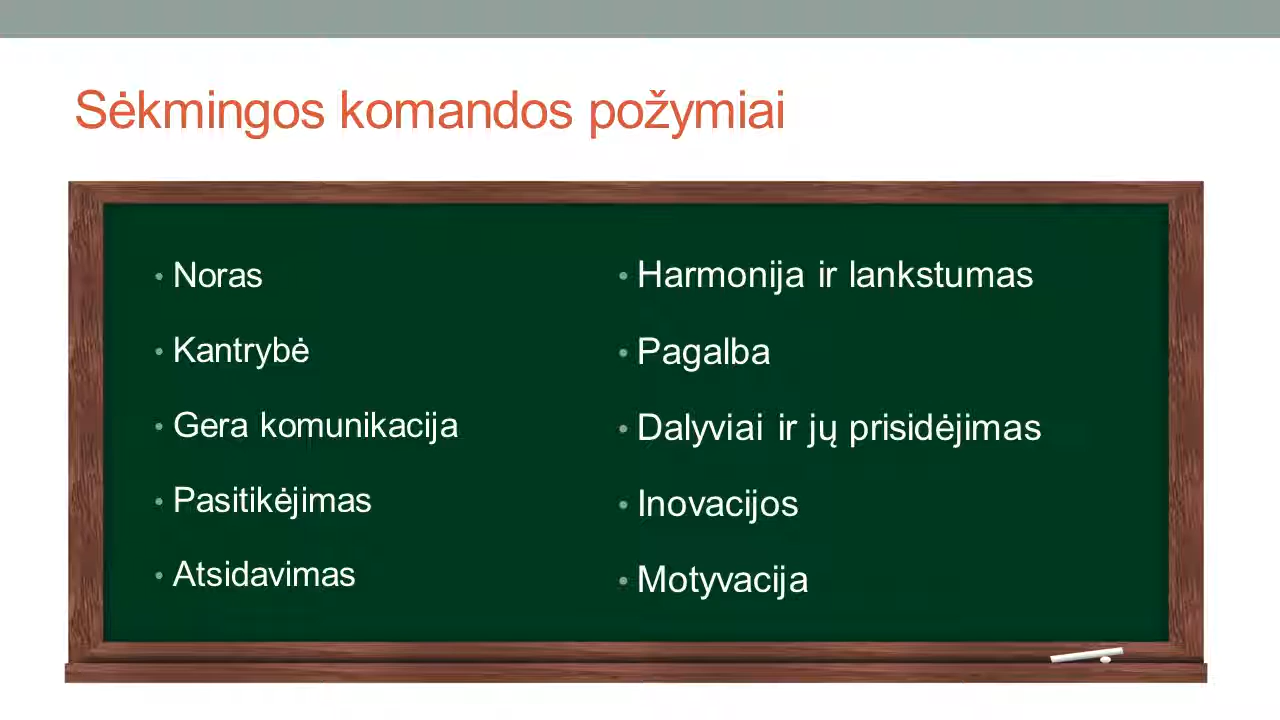 Sėkmingos komandos požymiai
• Noras
• Kantrybė
• Gera komunikacija
• Pasitikėjimas
• Atsidavimas
• Harmonija ir lankstumas
• Pagalba
• Dalyviai ir jų prisidėjimas
• Inovacijos
• Motyvacija